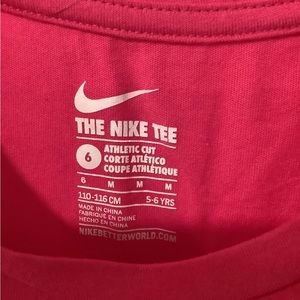 THE NIKE TEE
6
ATHLETIC CUT
CORTE ATLÉTICO
COUPE ATHLÉTIQUE
6 M M M
110-116 CM 5-6 YRS
MADE IN CHINA
FABRIQUÉ EN CHINE
HECHO EN CHINA
NIKEBETTERWORLD.COM